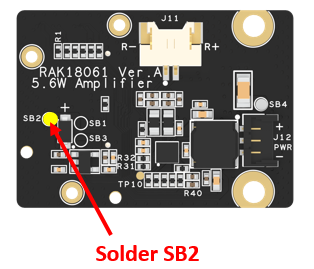 J11
R1
R-
R+
RAK18061 Ver.A
5.6W Amplifier
SB2
+
SB1
SB4
SB3
J12
PWR
+
-
R32
R31
TP10
R40
Solder SB2